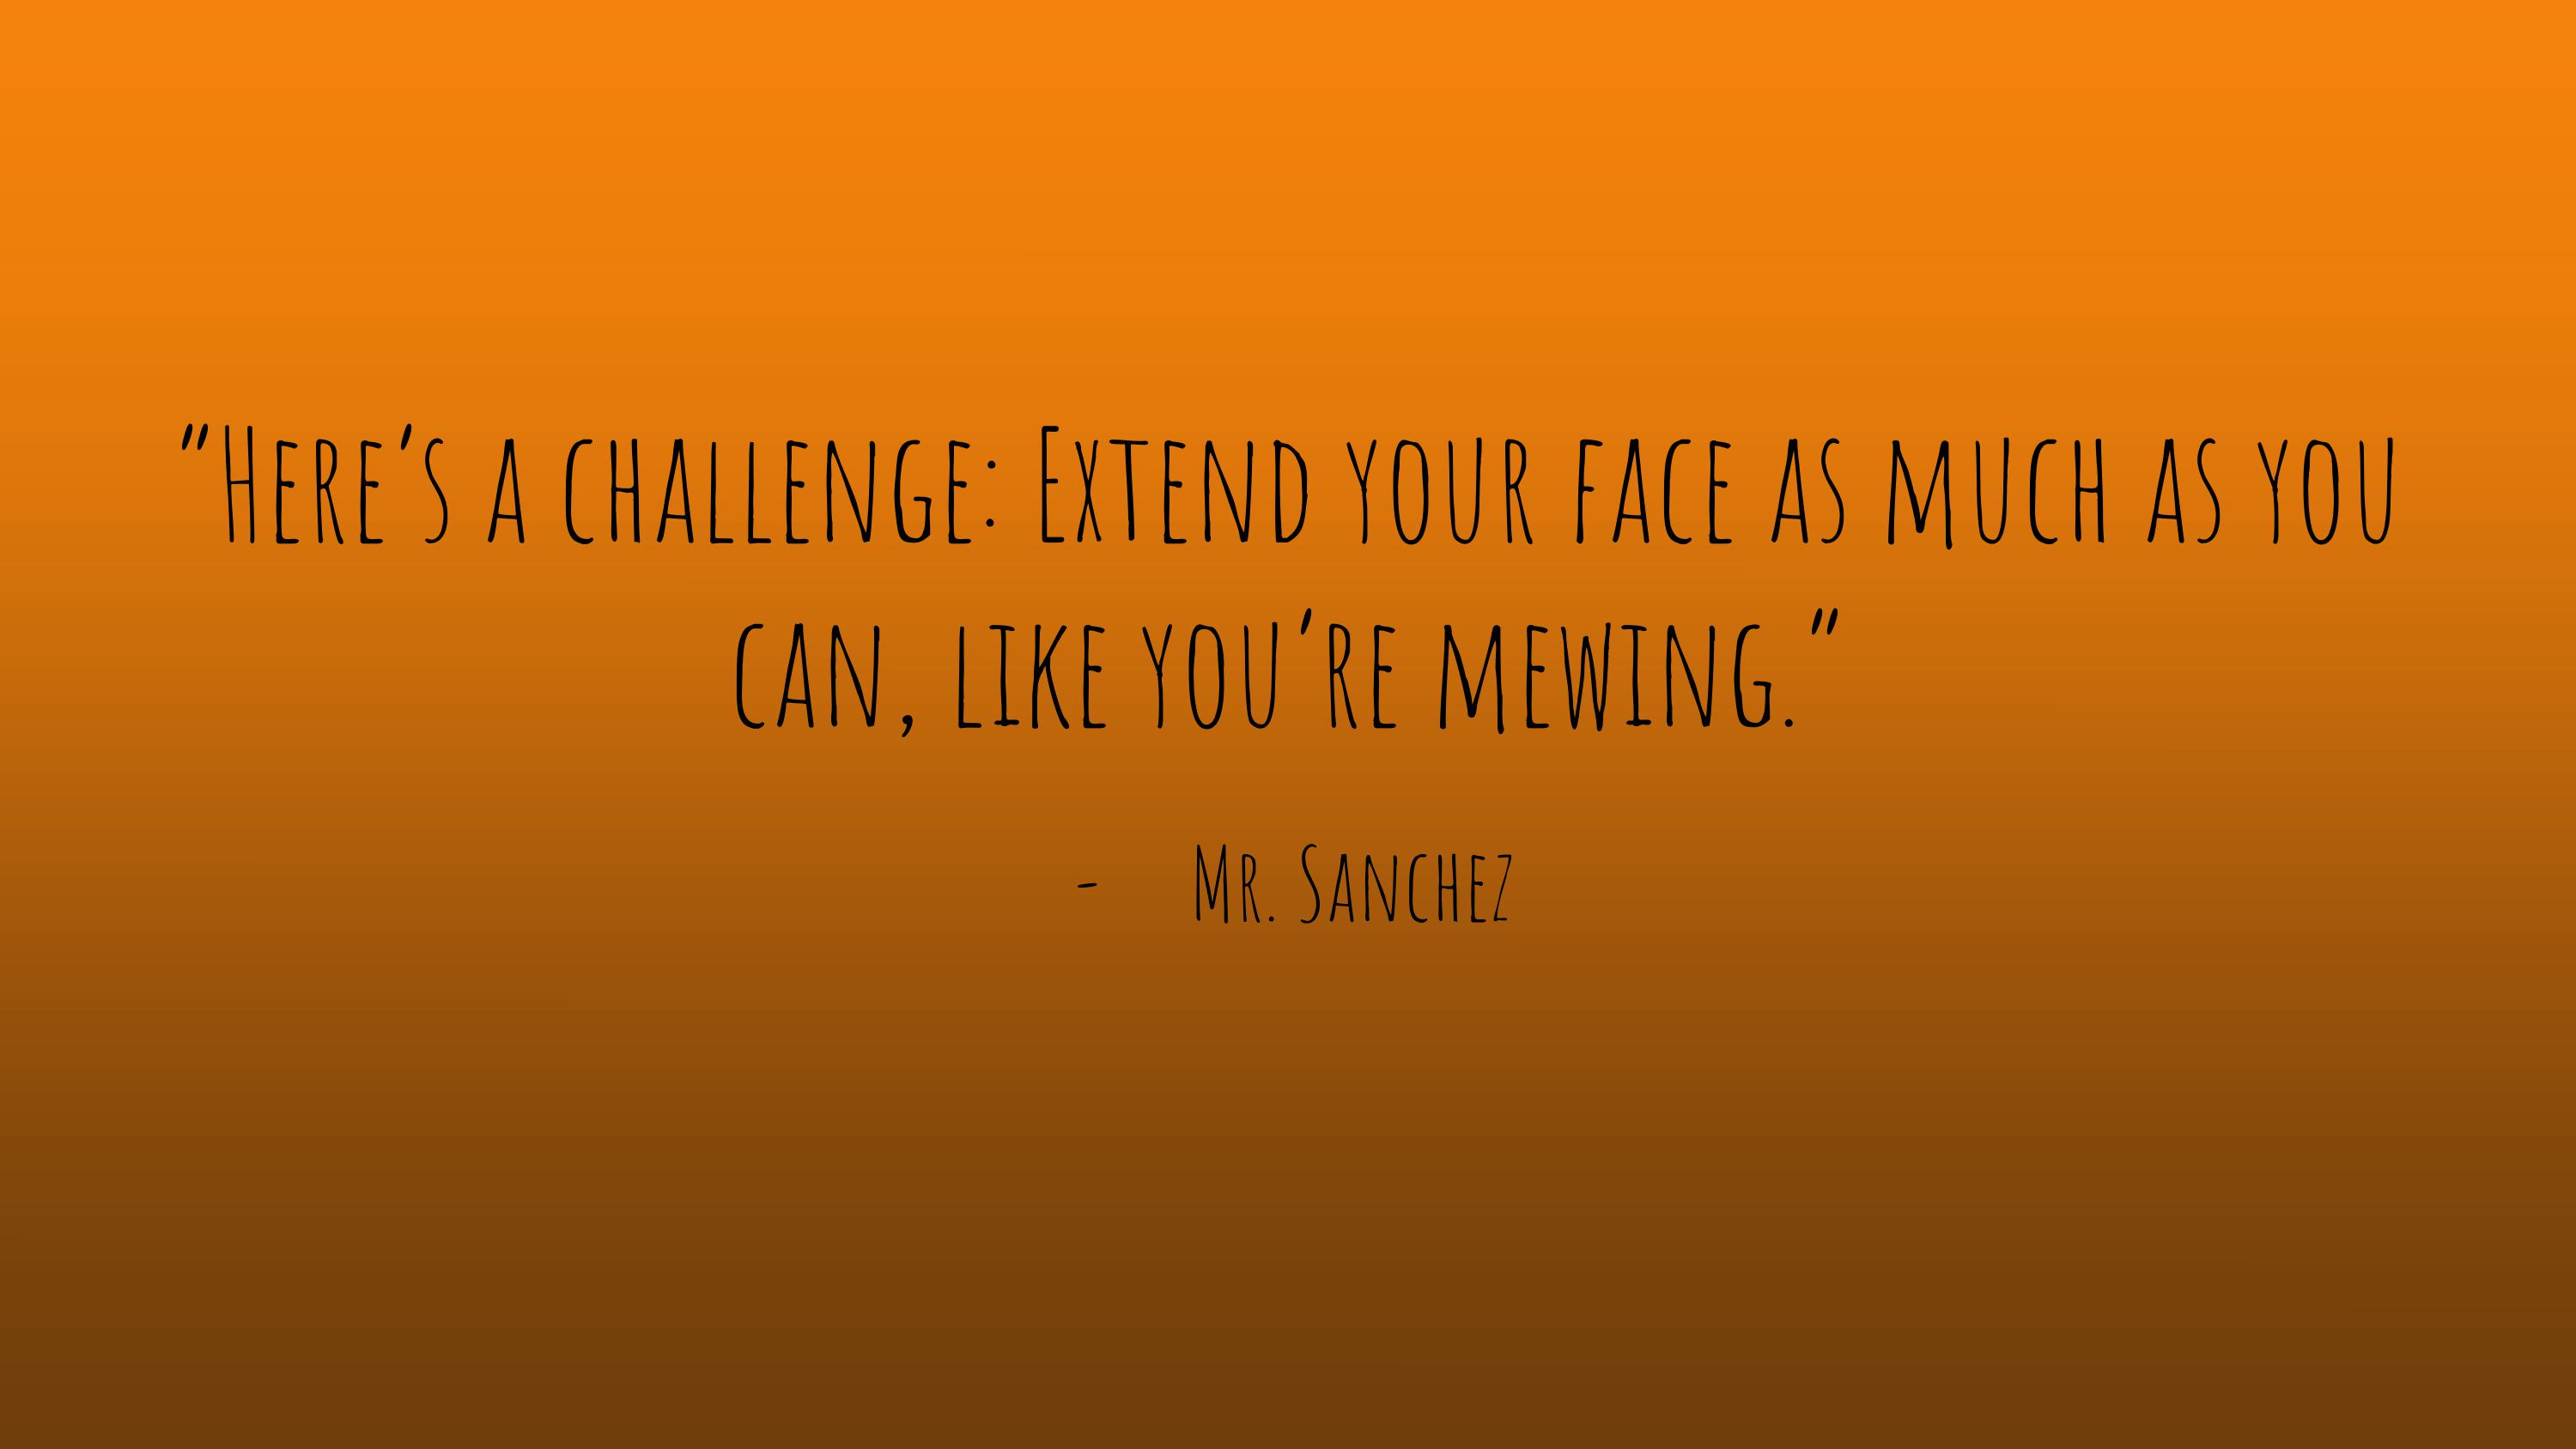 "Here's a challenge: Extend your face as much as you
can, like you're mewing."
- Mr. Sanchez